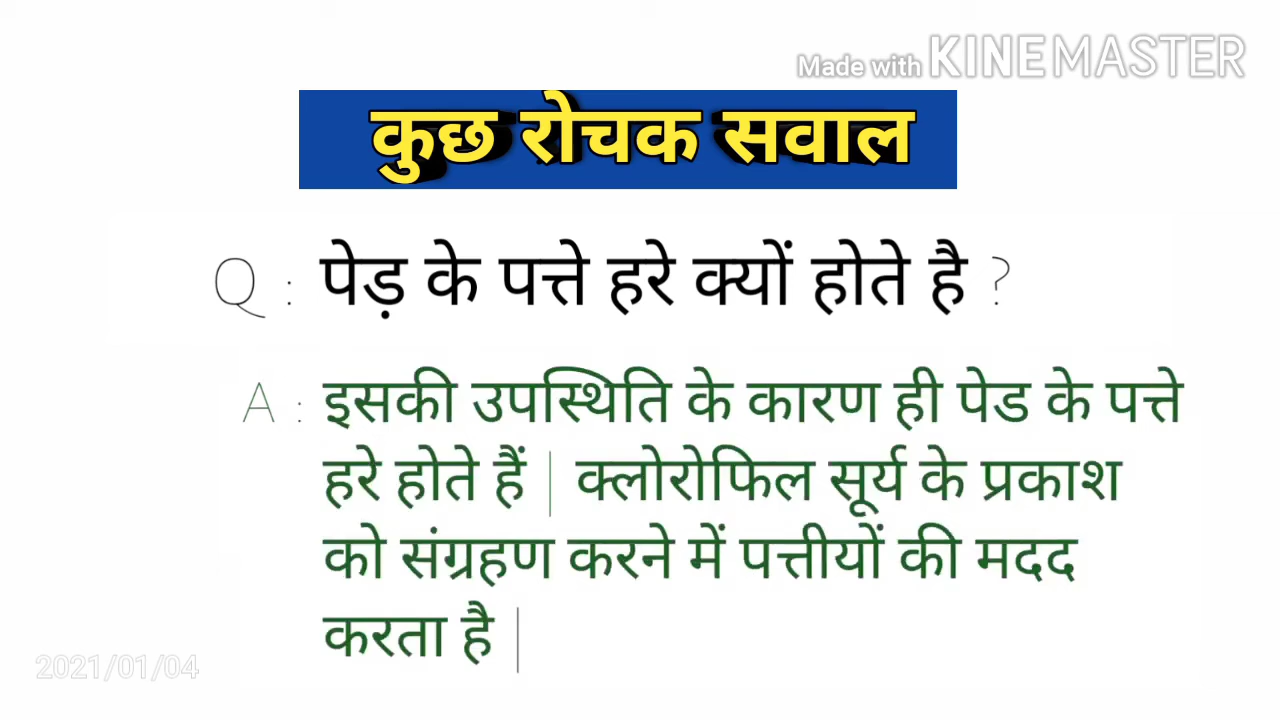 Made with KINEMASTER
कुछ रोचक सवाल
Q : पेड़ के पत्ते हरे क्यों होते है ?
A : इसकी उपस्थिति के कारण ही पेड के पत्ते
हरे होते हैं | क्लोरोफिल सूर्य के प्रकाश
को संग्रहण करने में पत्तीयों की मदद
करता है |
2021/01/04